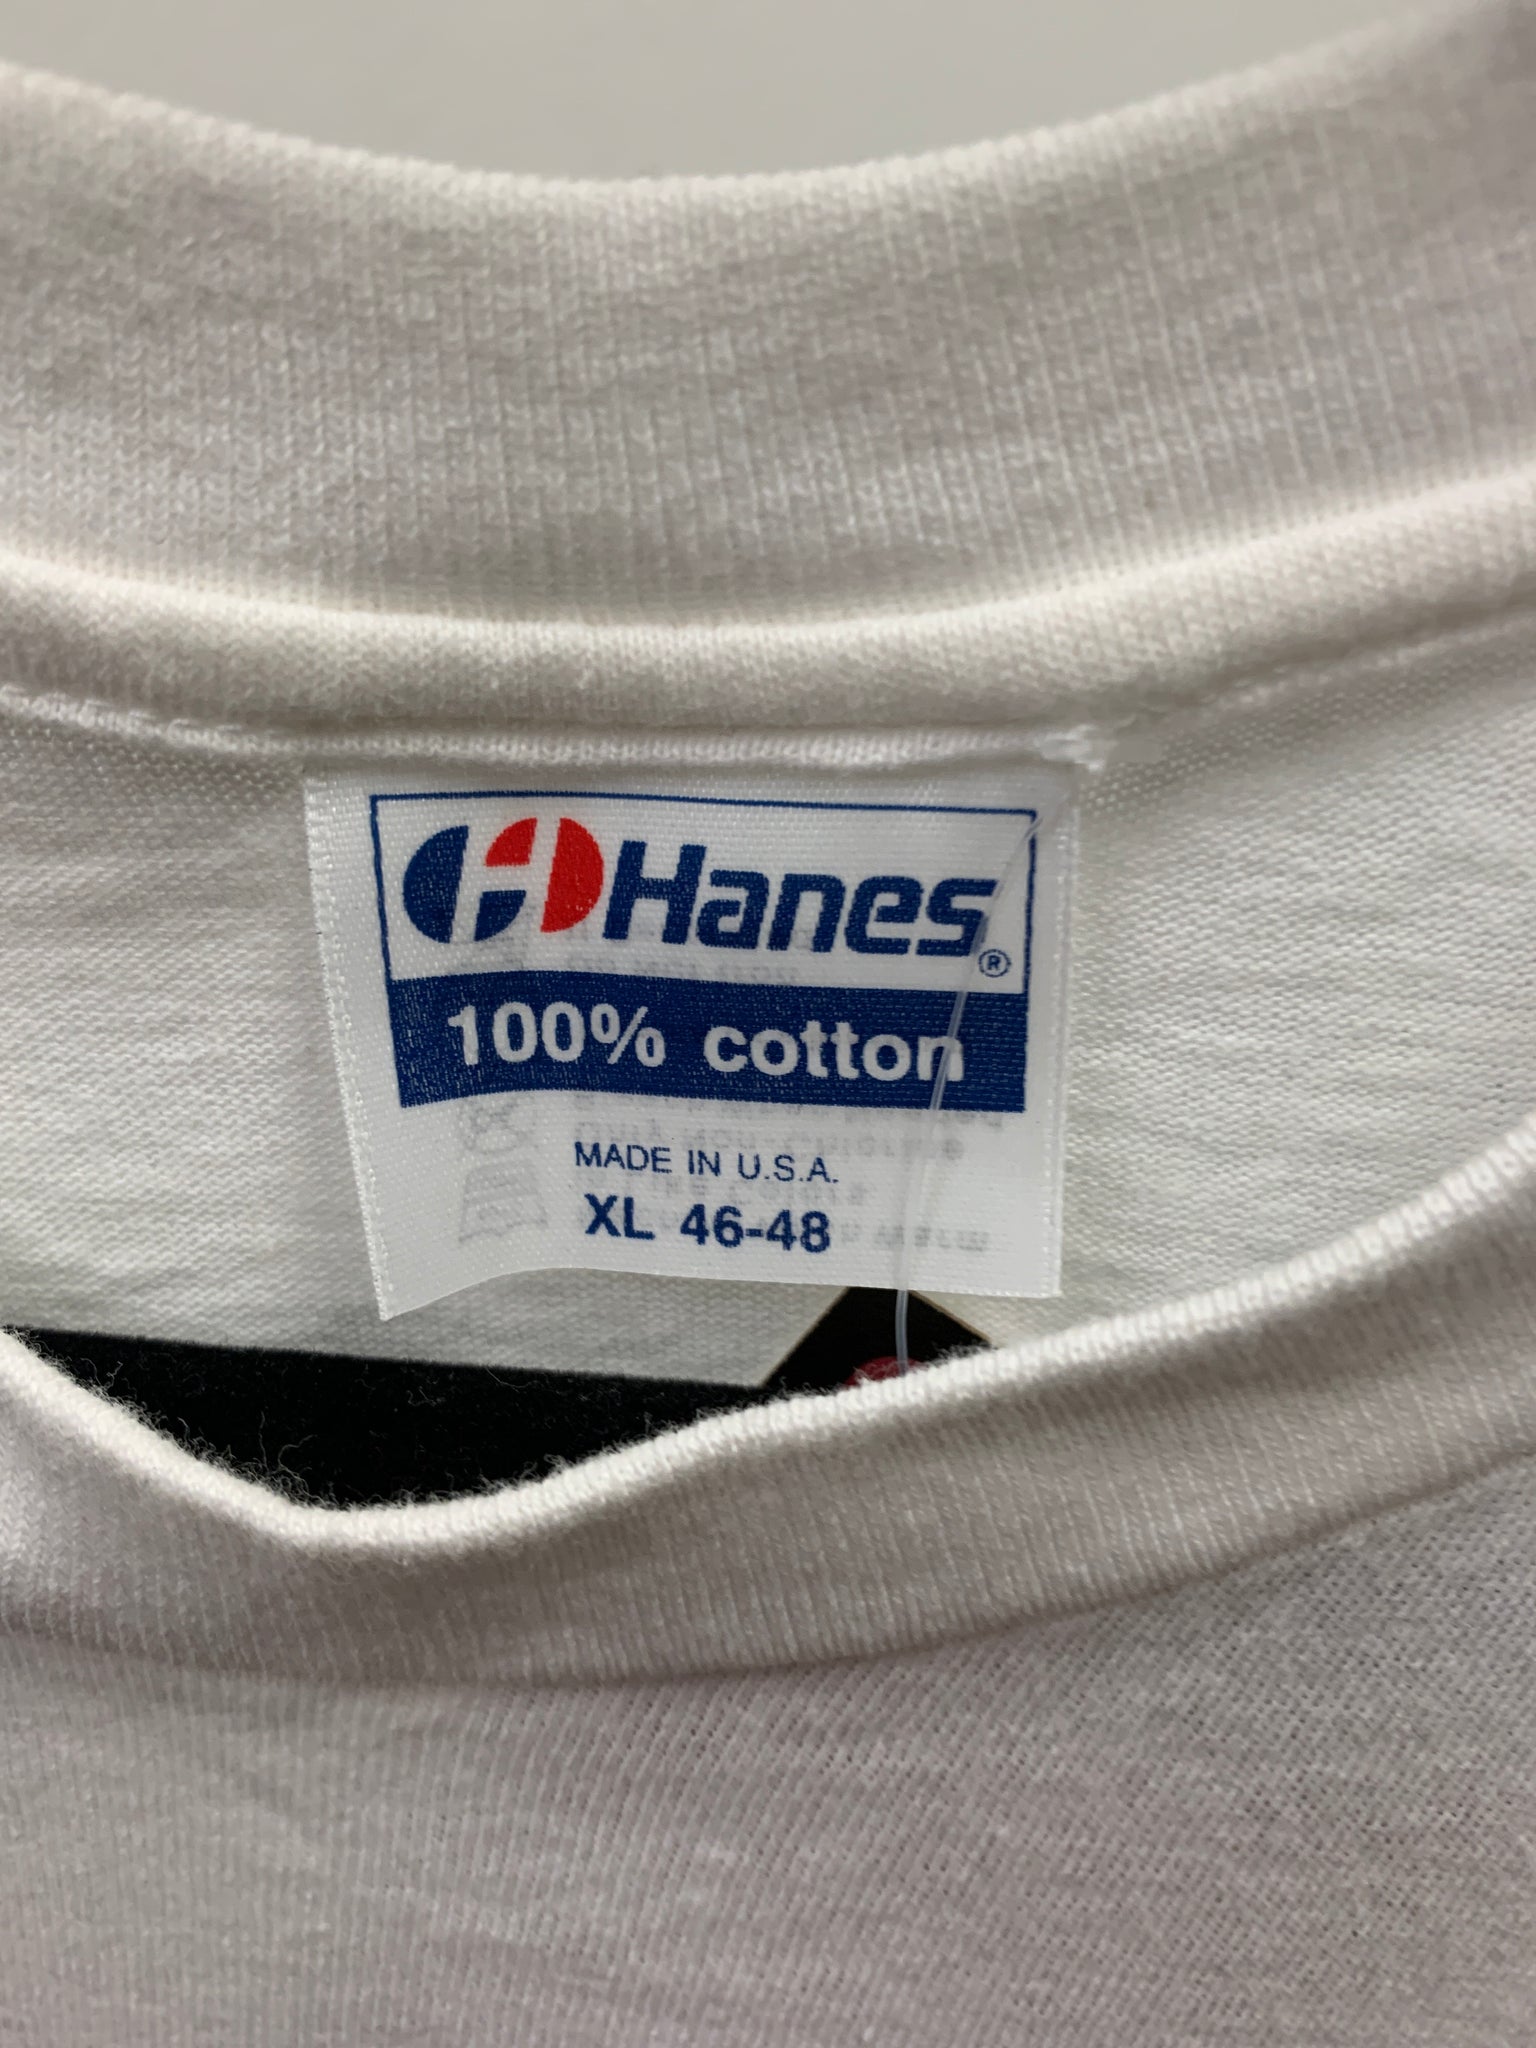 Hanes®
100% cotton
MADE IN U.S.A.
XL 46-48